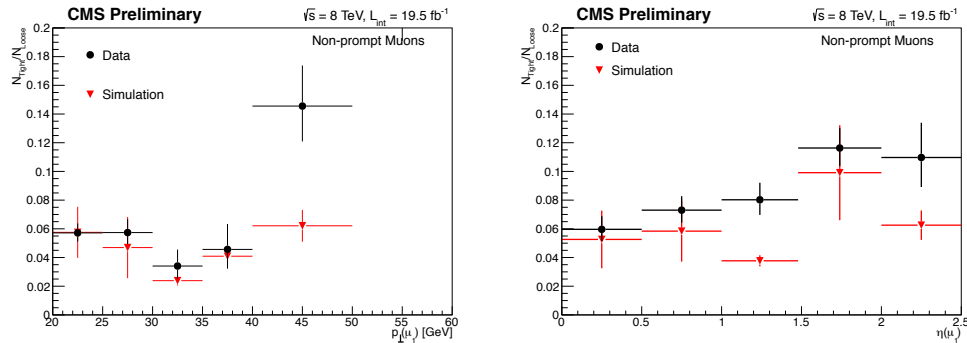 CMS Preliminary
√s = 8 TeV, L_int = 19.5 fb⁻¹
N_Tight/N_Loose
Non-prompt Muons
Data
Simulation
0.2
0.18
0.16
0.14
0.12
0.1
0.08
0.06
0.04
0.02
0
20 25 30 35 40 45 50 55 60
p_⊥(μ_1) [GeV]
CMS Preliminary
√s = 8 TeV, L_int = 19.5 fb⁻¹
N_Tight/N_Loose
Non-prompt Muons
Data
Simulation
0.2
0.18
0.16
0.14
0.12
0.1
0.08
0.06
0.04
0.02
0
0 0.5 1 1.5 2 2.5
η(μ_1)